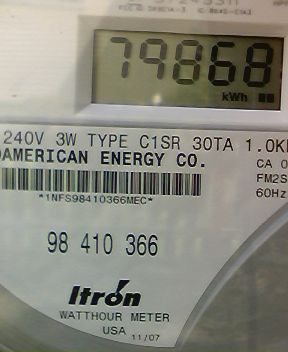 79868
kWh
240V 3W TYPE C1SR 30TA 1.0K
AMERICAN ENERGY CO.
CA 0
FM2S
60Hz
*1NFS98410366MEC*
98 410 366
Itron
WATTHOUR METER
USA 11/07